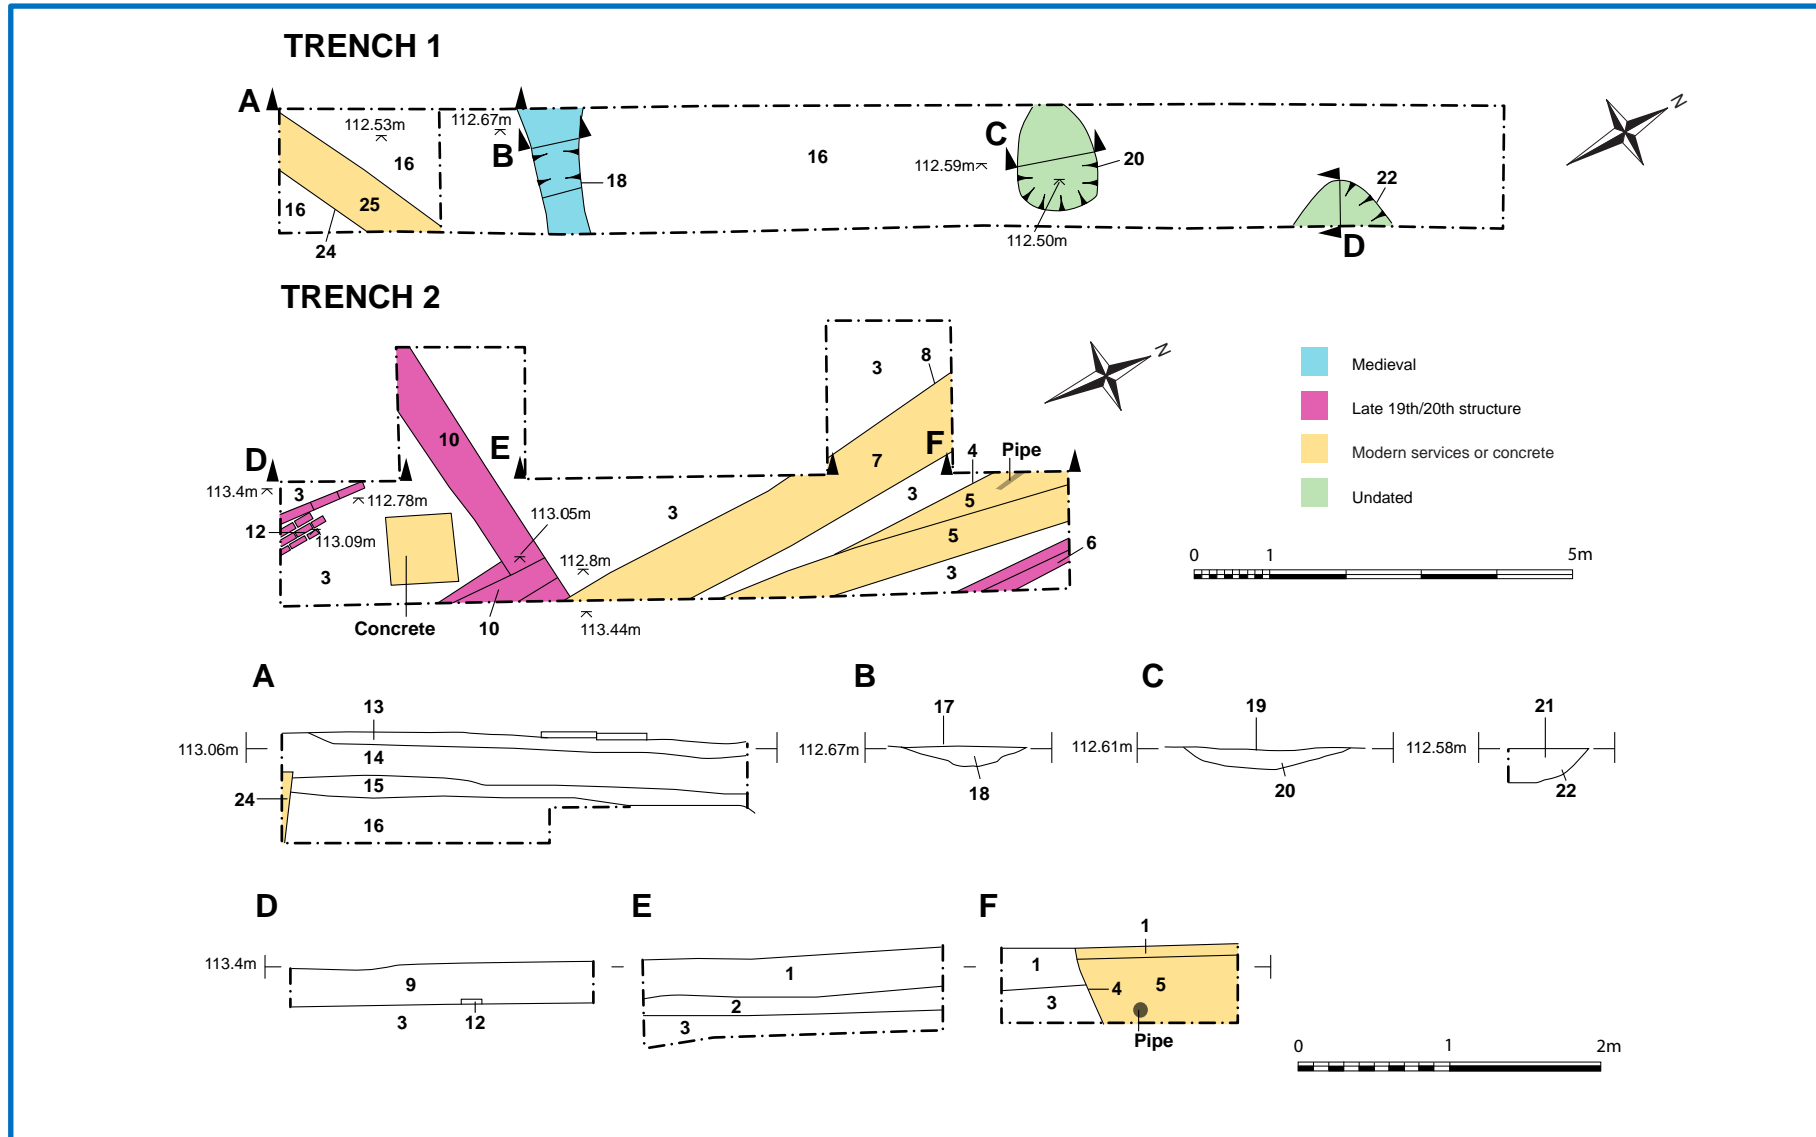 TRENCH 1
A
112.53m
16
16
25
24
112.67m
B
18
16
C
112.59m
20
112.50m
22
D
N
TRENCH 2
D
113.4m
3
112.78m
12
113.09m
3
Concrete
10
E
113.05m
10
112.8m
113.44m
3
7
3
8
F
4
Pipe
3
5
5
3
6
N
Medieval
Late 19th/20th structure
Modern services or concrete
Undated
0 1 5m
A
13
113.06m
14
15
24
16
B
17
112.67m
18
C
19
112.61m
20
21
112.58m
22
D
113.4m
9
3
12
E
1
2
3
F
1
1
4
5
3
Pipe
0 1 2m